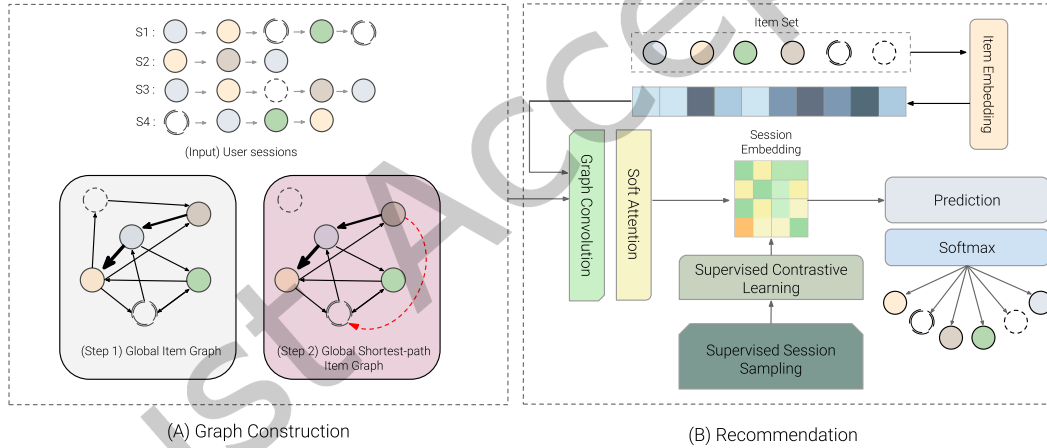 S1 :
S2 :
S3 :
S4 :
(Input) User sessions
(Step 1) Global Item Graph
(Step 2) Global Shortest-path
Item Graph
(A) Graph Construction
Item Set
Item Embedding
Graph Convolution
Soft Attention
Session
Embedding
Supervised Contrastive
Learning
Supervised Session
Sampling
Prediction
Softmax
(B) Recommendation
ust Acce